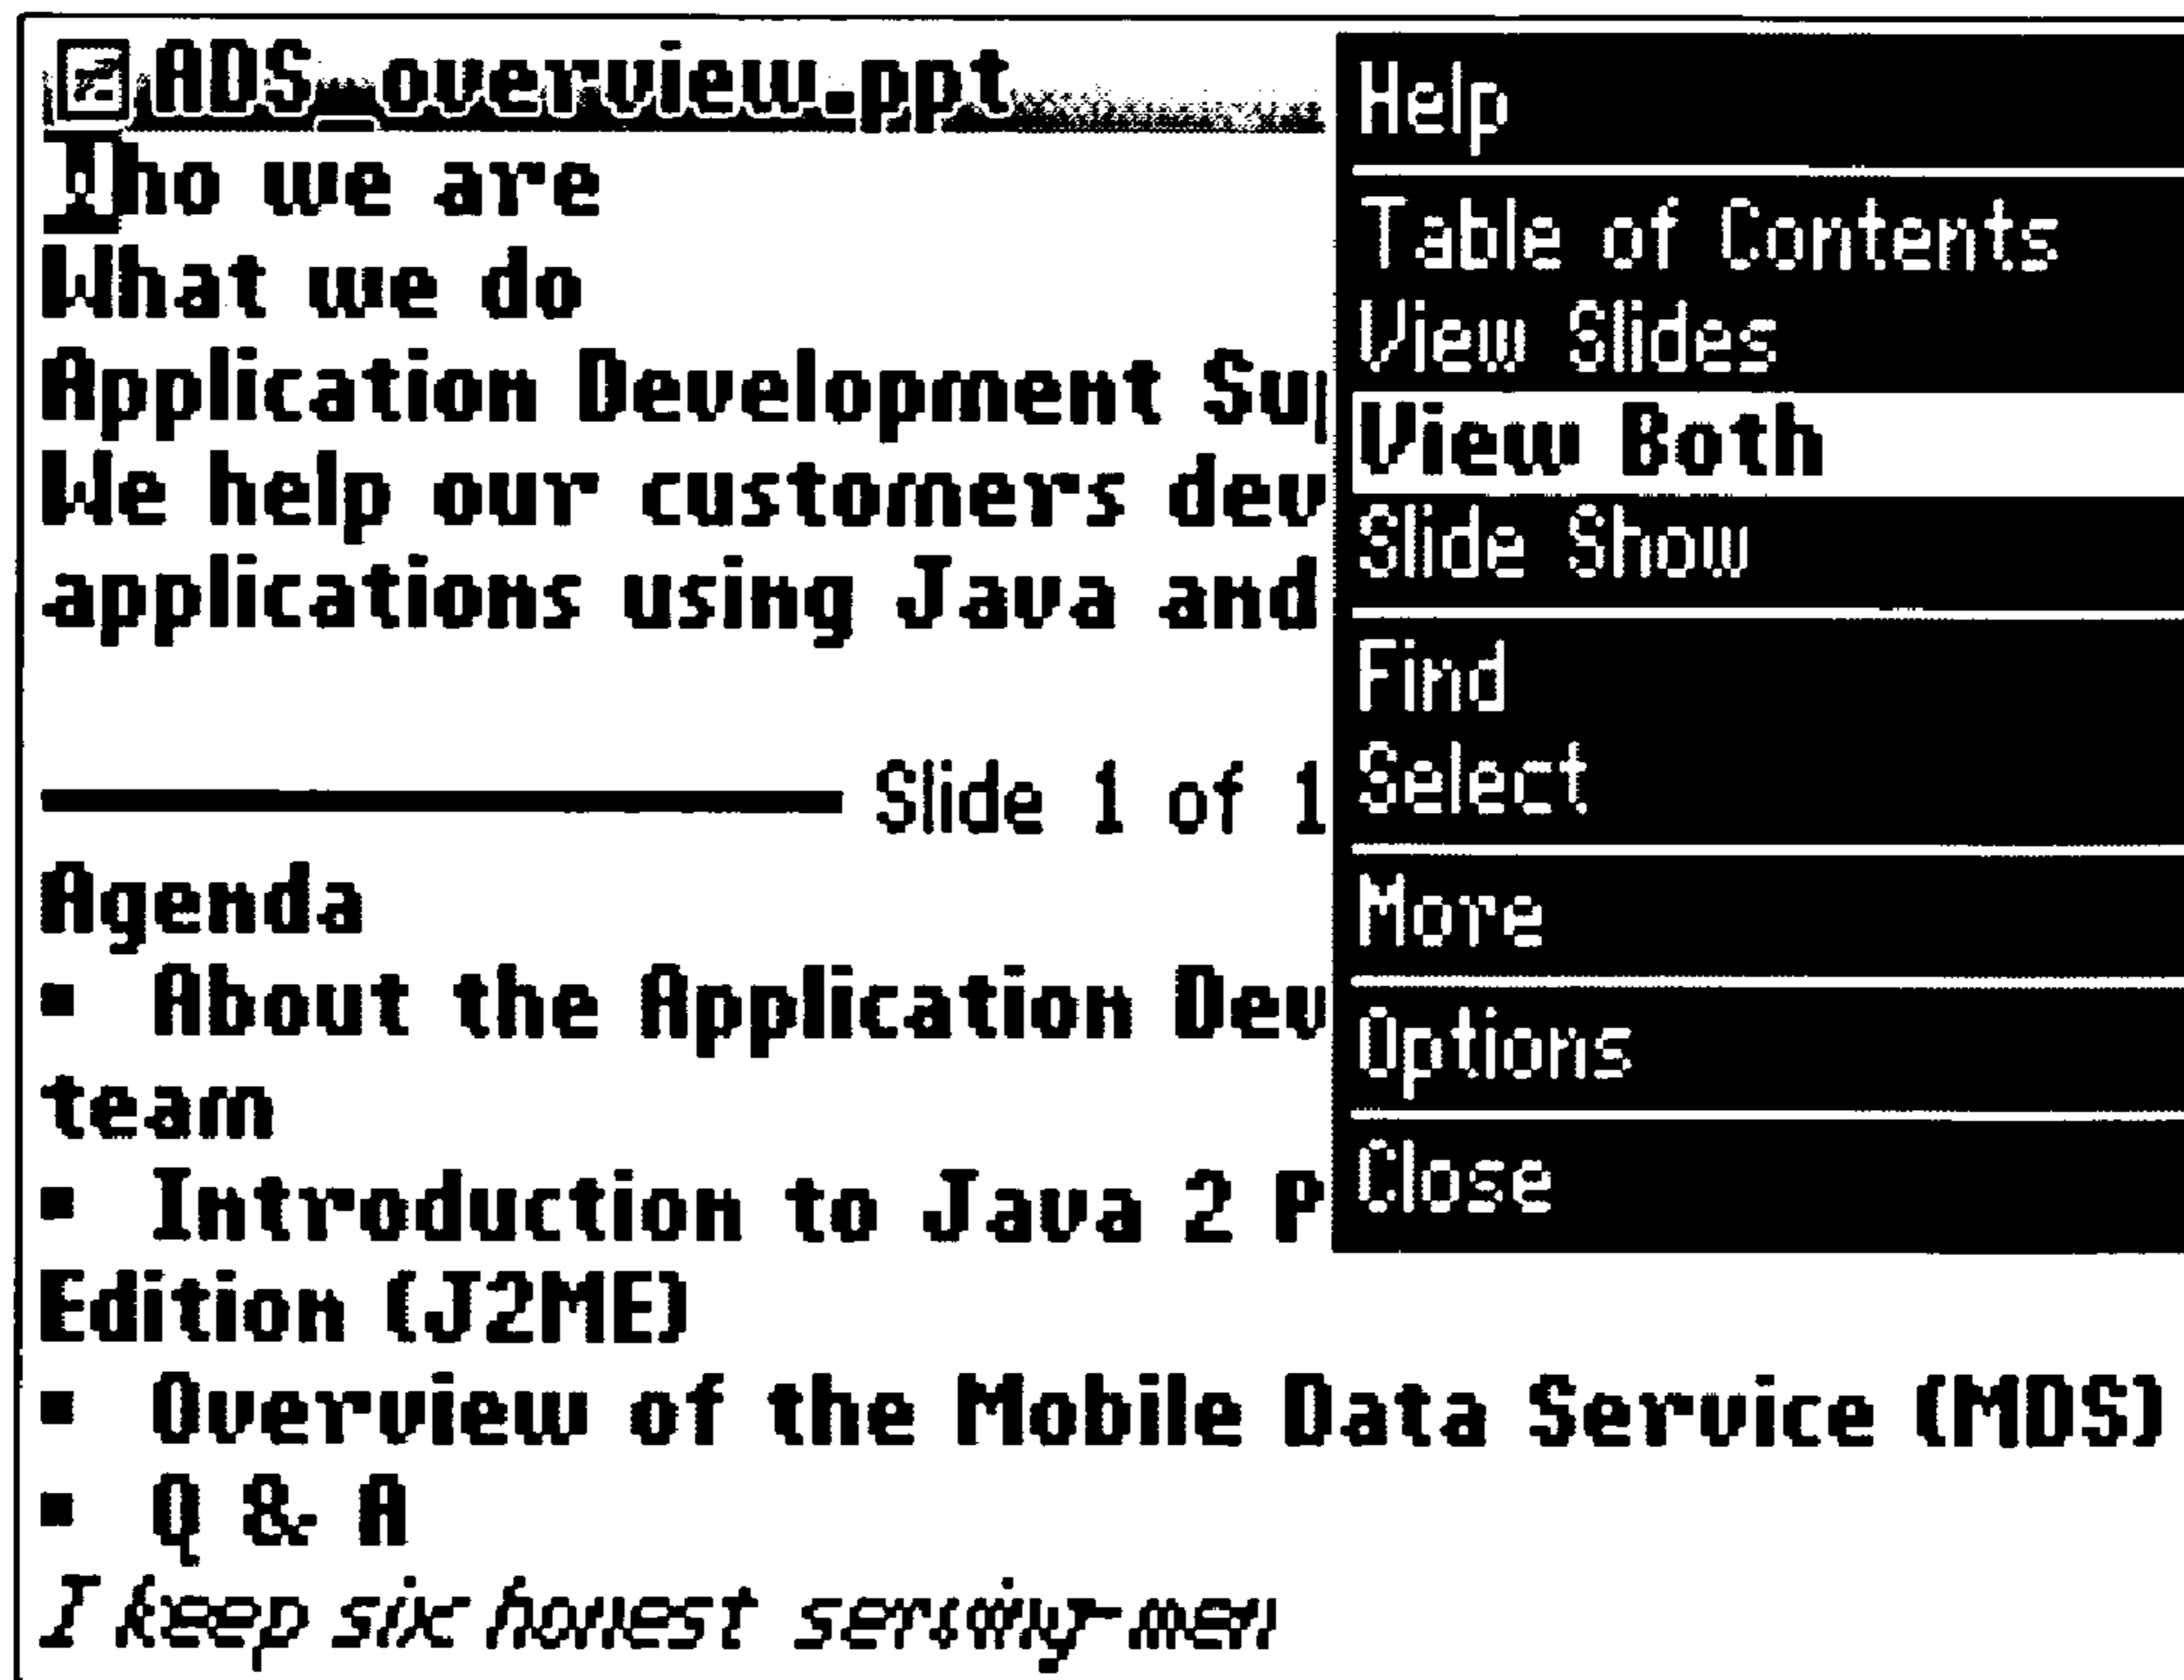 ADS_overview.ppt
Who we are
What we do
Application Development Sup
We help our customers dev
applications using Java and
Slide 1 of 1
Agenda
▪ About the Application Dev
team
▪ Introduction to Java 2 P
Edition (J2ME)
▪ Overview of the Mobile Data Service (MDS)
▪ Q & A
I keep six honest serving-men
Help
Table of Contents
View Slides
View Both
Slide Show
Find
Select
More
Options
Close